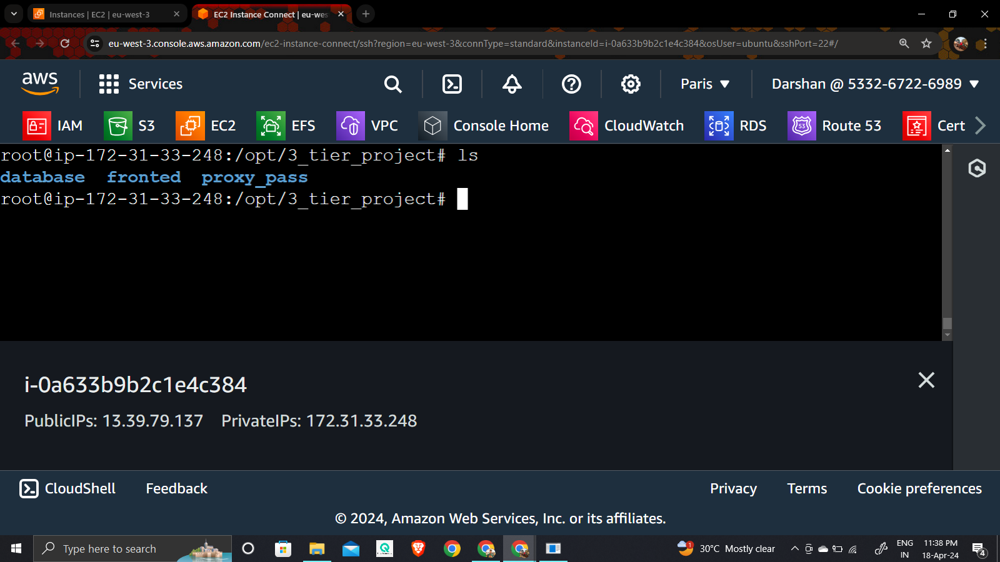 Instances | EC2 | eu-west-3
EC2 Instance Connect | eu-wes
eu-west-3.console.aws.amazon.com/ec2-instance-connect/ssh?region=eu-west-3&connType=standard&instanceId=i-0a633b9b2c1e4c384&osUser=ubuntu&sshPort=22#/
aws Services Paris Darshan @ 5332-6722-6989
IAM S3 EC2 EFS VPC Console Home CloudWatch RDS 53 Route 53 Cert
root@ip-172-31-33-248:/opt/3_tier_project# ls
database fronted proxy_pass
root@ip-172-31-33-248:/opt/3_tier_project#
i-0a633b9b2c1e4c384
PublicIPs: 13.39.79.137 PrivateIPs: 172.31.33.248
CloudShell Feedback Privacy Terms Cookie preferences
© 2024, Amazon Web Services, Inc. or its affiliates.
Type here to search
1 30°C Mostly clear
ENG
IN
11:38 PM
18-Apr-24
4